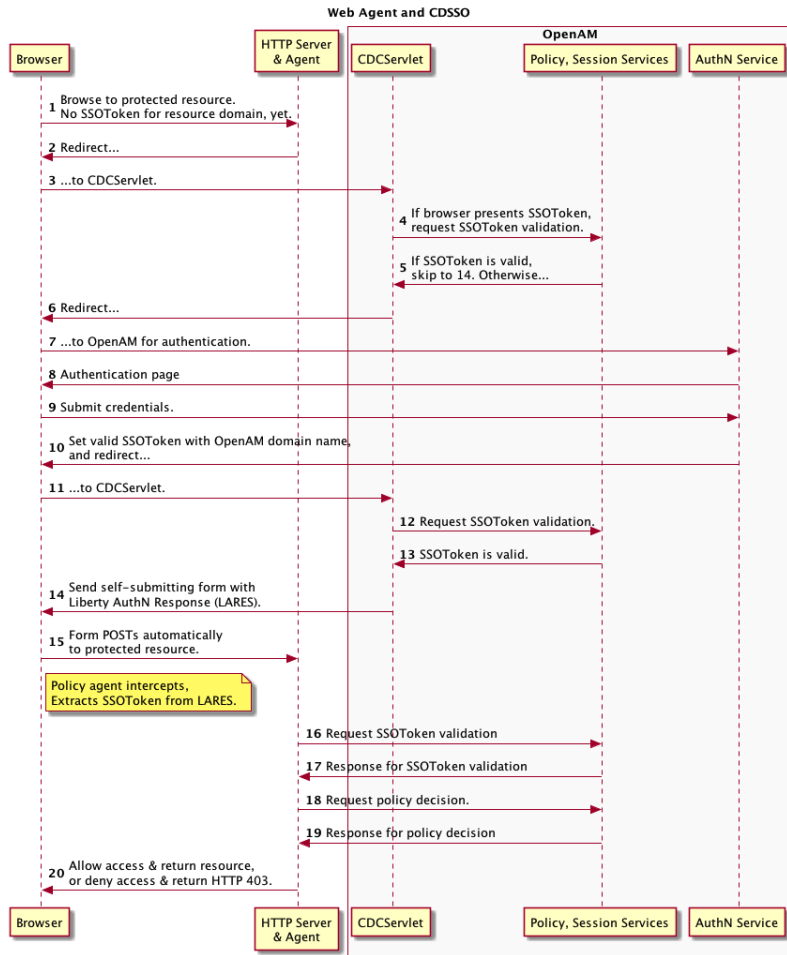 Web Agent and CDSSO
OpenAM
Browser
HTTP Server
& Agent
CDCServlet
Policy, Session Services
AuthN Service
1 Browse to protected resource.
No SSOToken for resource domain, yet.
2 Redirect...
3 ...to CDCServlet.
4 If browser presents SSOToken,
request SSOToken validation.
5 If SSOToken is valid,
skip to 14. Otherwise...
6 Redirect...
7 ...to OpenAM for authentication.
8 Authentication page
9 Submit credentials.
10 Set valid SSOToken with OpenAM domain name,
and redirect...
11 ...to CDCServlet.
12 Request SSOToken validation.
13 SSOToken is valid.
14 Send self-submitting form with
Liberty AuthN Response (LARES).
15 Form POSTs automatically
to protected resource.
Policy agent intercepts,
Extracts SSOToken from LARES.
16 Request SSOToken validation
17 Response for SSOToken validation
18 Request policy decision.
19 Response for policy decision
20 Allow access & return resource,
or deny access & return HTTP 403.
Browser
HTTP Server
& Agent
CDCServlet
Policy, Session Services
AuthN Service